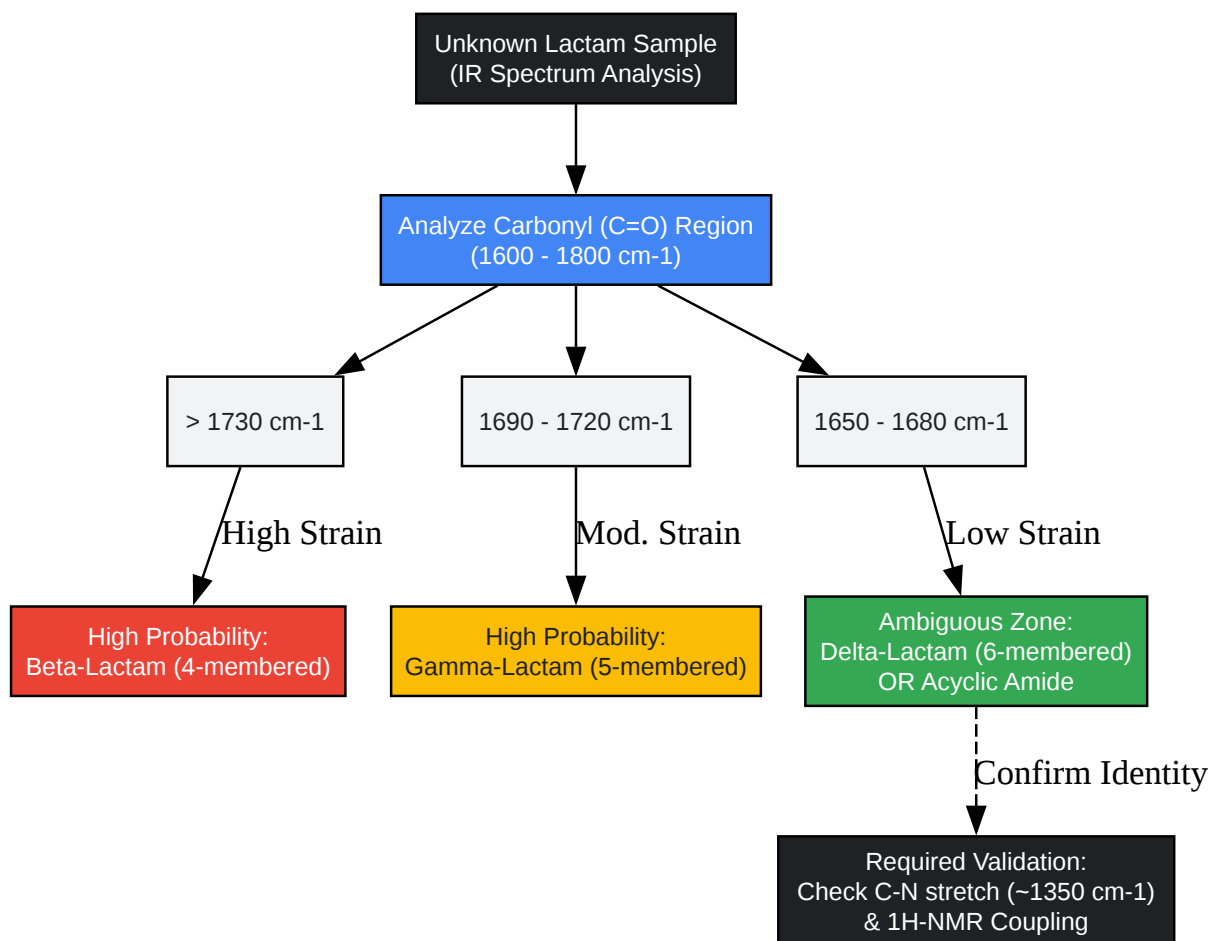 Unknown Lactam Sample
(IR Spectrum Analysis)
Analyze Carbonyl (C=O) Region
(1600 - 1800 cm-1)
> 1730 cm-1
1690 - 1720 cm-1
1650 - 1680 cm-1
High Strain
Mod. Strain
Low Strain
High Probability:
Beta-Lactam (4-membered)
High Probability:
Gamma-Lactam (5-membered)
Ambiguous Zone:
Delta-Lactam (6-membered)
OR Acyclic Amide
Confirm Identity
Required Validation:
Check C-N stretch (~1350 cm-1)
& 1H-NMR Coupling